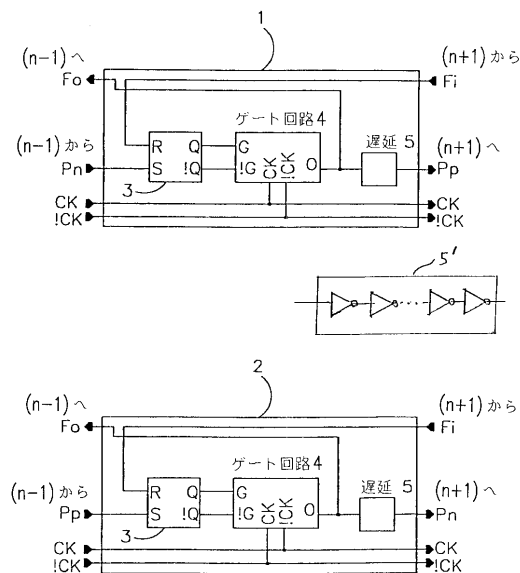 1
(n-1) へ
Fo
(n+1) から
Fi
ゲート回路 4
遅延 5
(n-1) から
Pn
R Q
S !Q
3
G
!G CK !CK O
(n+1) へ
Pp
CK
!CK
CK
!CK
5'
2
(n-1) へ
Fo
(n+1) から
Fi
ゲート回路 4
遅延 5
(n-1) から
Pp
R Q
S !Q
3
G
!G CK !CK O
(n+1) へ
Pn
CK
!CK
CK
!CK